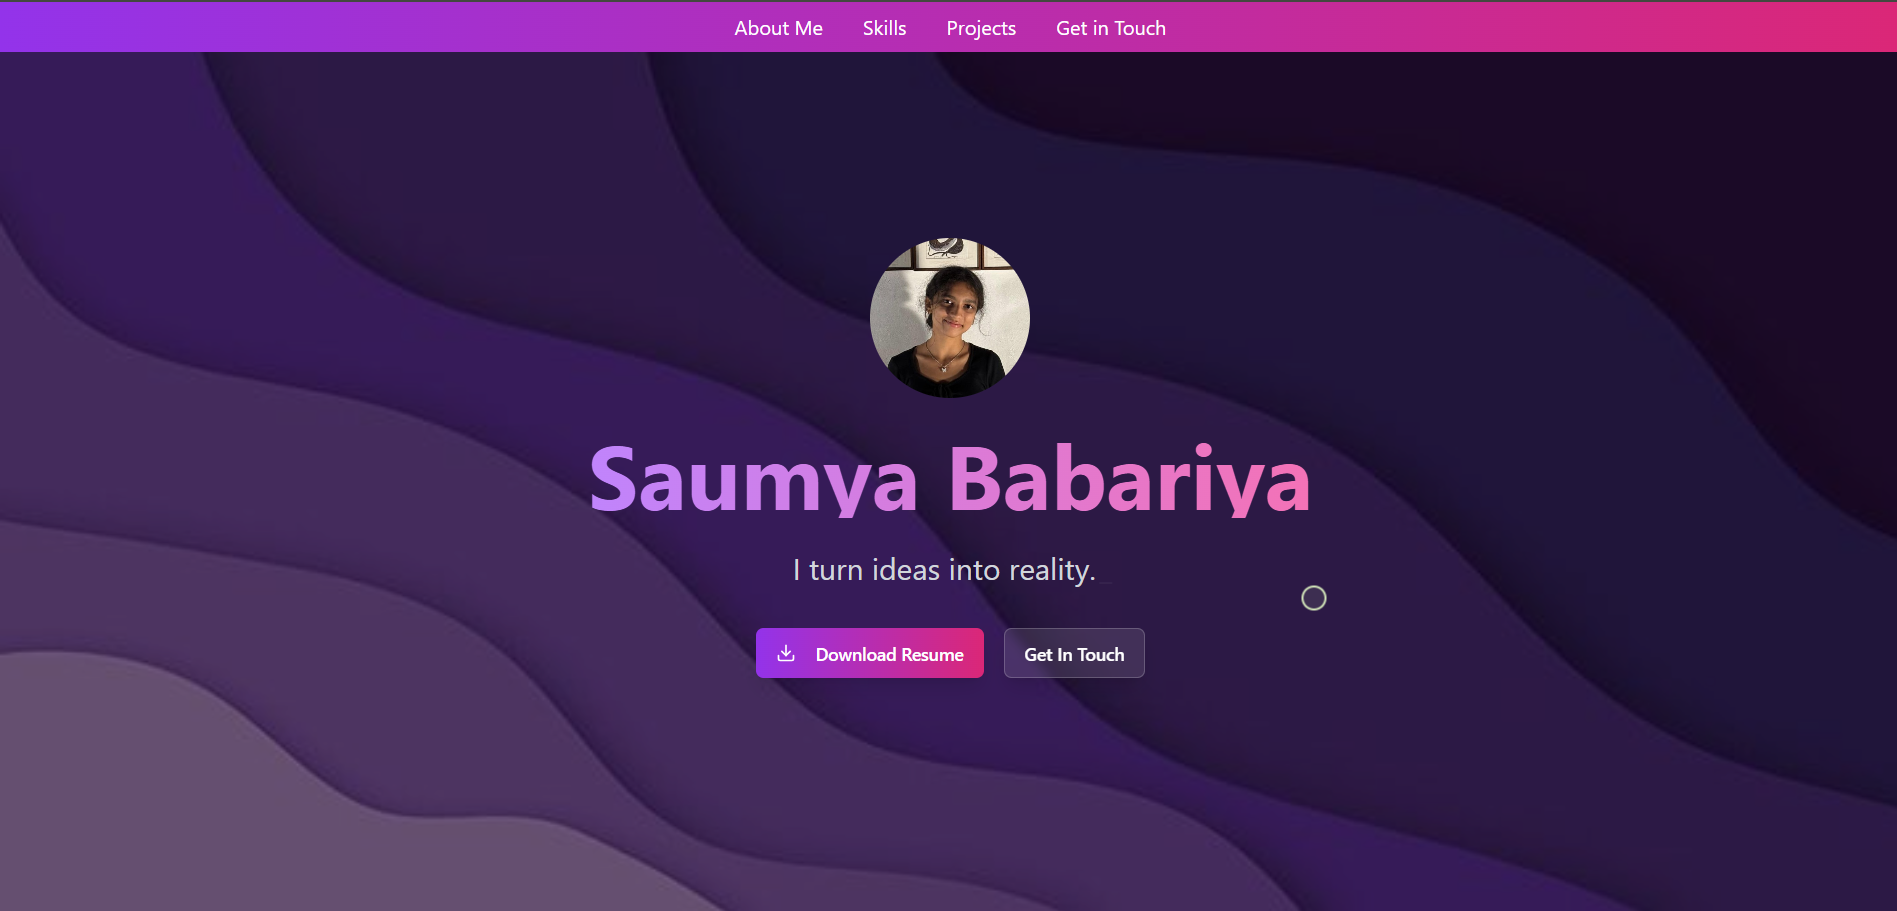 About Me Skills Projects Get in Touch
Saumya Babariya
I turn ideas into reality.
Download Resume Get In Touch